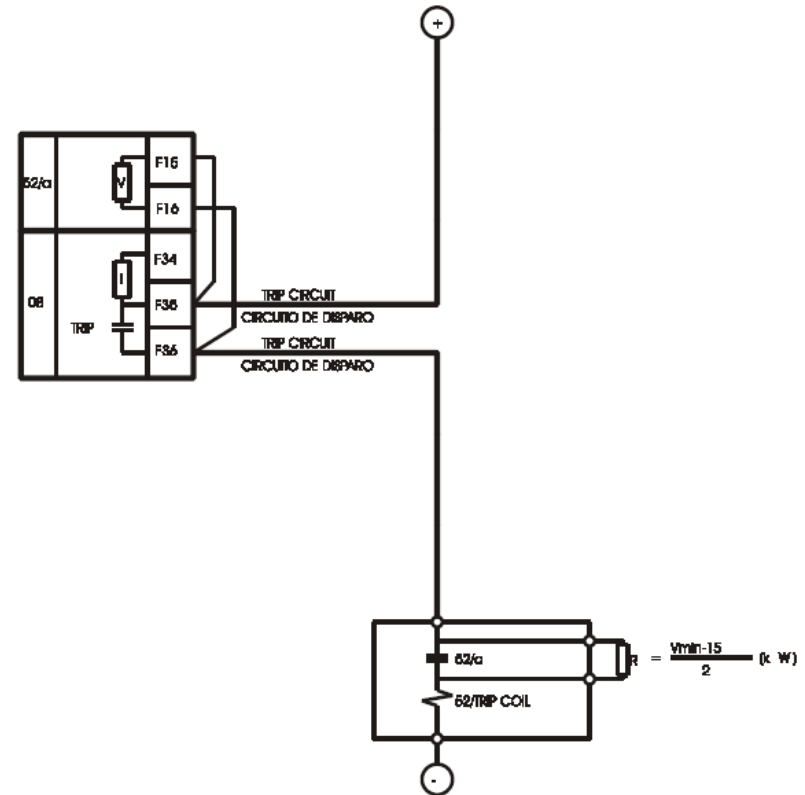 +
52/a
V
F15
F16
08
I
TRIP
F34
F35
F36
TRIP CIRCUIT
CIRCUITO DE DISPARO
TRIP CIRCUIT
CIRCUITO DE DISPARO
52/a
52/TRIP COIL
R = Vmin-15
2
(k W)
-